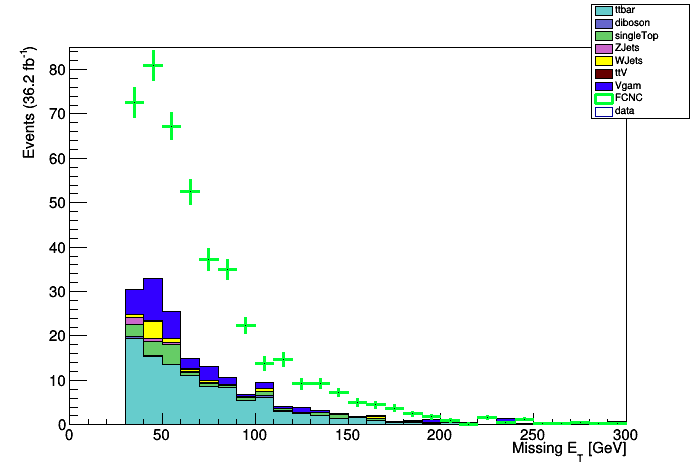 ttbar
diboson
singleTop
ZJets
WJets
ttV
Vgam
FCNC
data
Events (36.2 fb⁻¹)
80
70
60
50
40
30
20
10
0
0 50 100 150 200 250 300
Missing E_T [GeV]